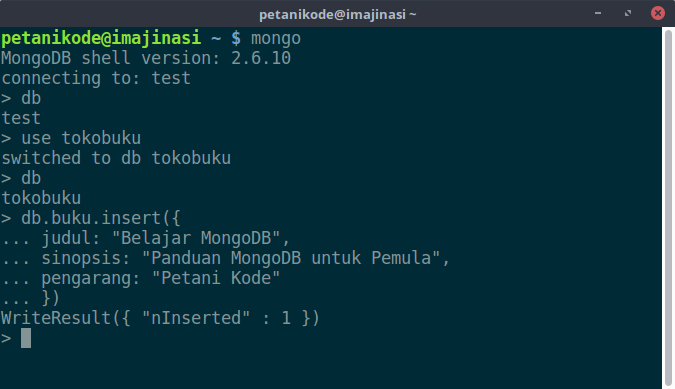 petanikode@imajinasi ~
petanikode@imajinasi ~ $ mongo
MongoDB shell version: 2.6.10
connecting to: test
> db
test
> use tokobuku
switched to db tokobuku
> db
tokobuku
> db.buku.insert({
... judul: "Belajar MongoDB",
... sinopsis: "Panduan MongoDB untuk Pemula",
... pengarang: "Petani Kode"
... })
WriteResult({ "nInserted" : 1 })
>